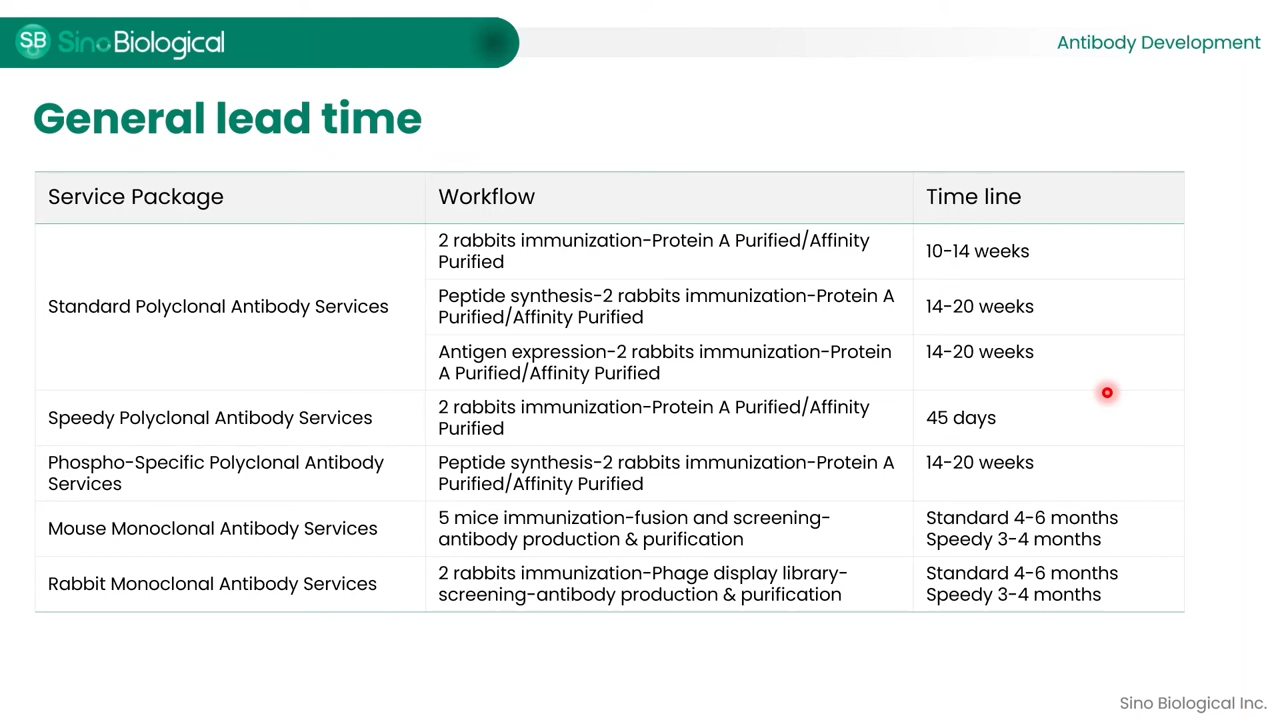 SB SinoBiological
Antibody Development
General lead time
Service Package
Workflow
Time line
Standard Polyclonal Antibody Services
2 rabbits immunization-Protein A Purified/Affinity
Purified
10-14 weeks
Peptide synthesis-2 rabbits immunization-Protein A
Purified/Affinity Purified
14-20 weeks
Antigen expression-2 rabbits immunization-Protein
A Purified/Affinity Purified
14-20 weeks
Speedy Polyclonal Antibody Services
2 rabbits immunization-Protein A Purified/Affinity
Purified
45 days
Phospho-Specific Polyclonal Antibody
Services
Peptide synthesis-2 rabbits immunization-Protein A
Purified/Affinity Purified
14-20 weeks
Mouse Monoclonal Antibody Services
5 mice immunization-fusion and screening-
antibody production & purification
Standard 4-6 months
Speedy 3-4 months
Rabbit Monoclonal Antibody Services
2 rabbits immunization-Phage display library-
screening-antibody production & purification
Standard 4-6 months
Speedy 3-4 months
Sino Biological Inc.